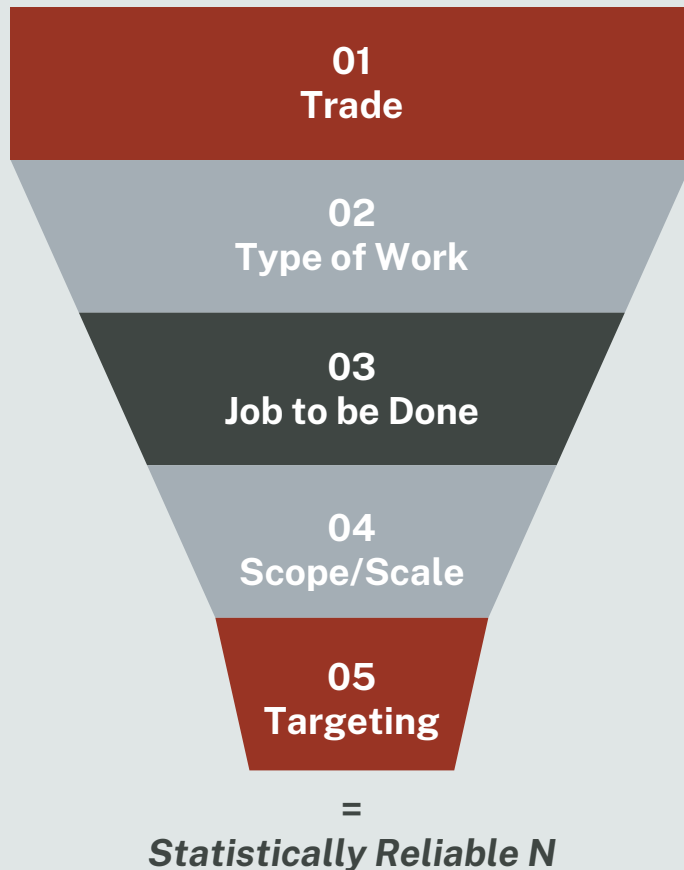 01
Trade
02
Type of Work
03
Job to be Done
04
Scope/Scale
05
Targeting
=
Statistically Reliable N